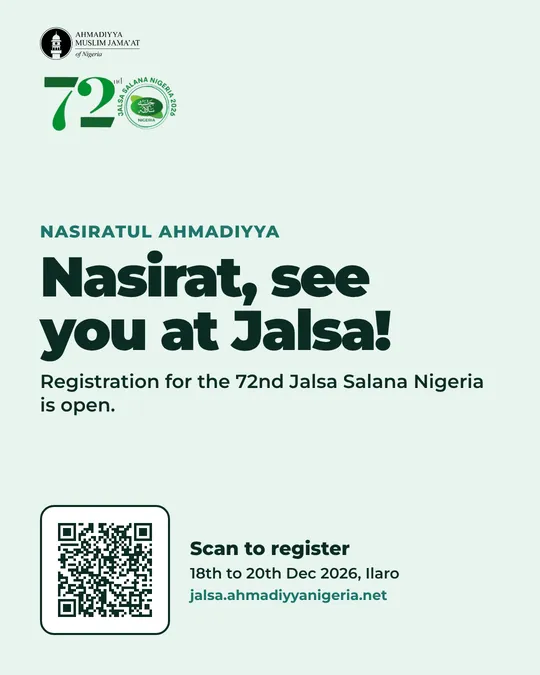 AHMADIYYA
MUSLIM JAMA'AT
of Nigeria
72nd
JALSA SALANA NIGERIA 2026
NIGERIA
NASIRATUL AHMADIYYA
Nasirat, see
you at Jalsa!
Registration for the 72nd Jalsa Salana Nigeria
is open.
Scan to register
18th to 20th Dec 2026, Ilaro
jalsa.ahmadiyyanigeria.net